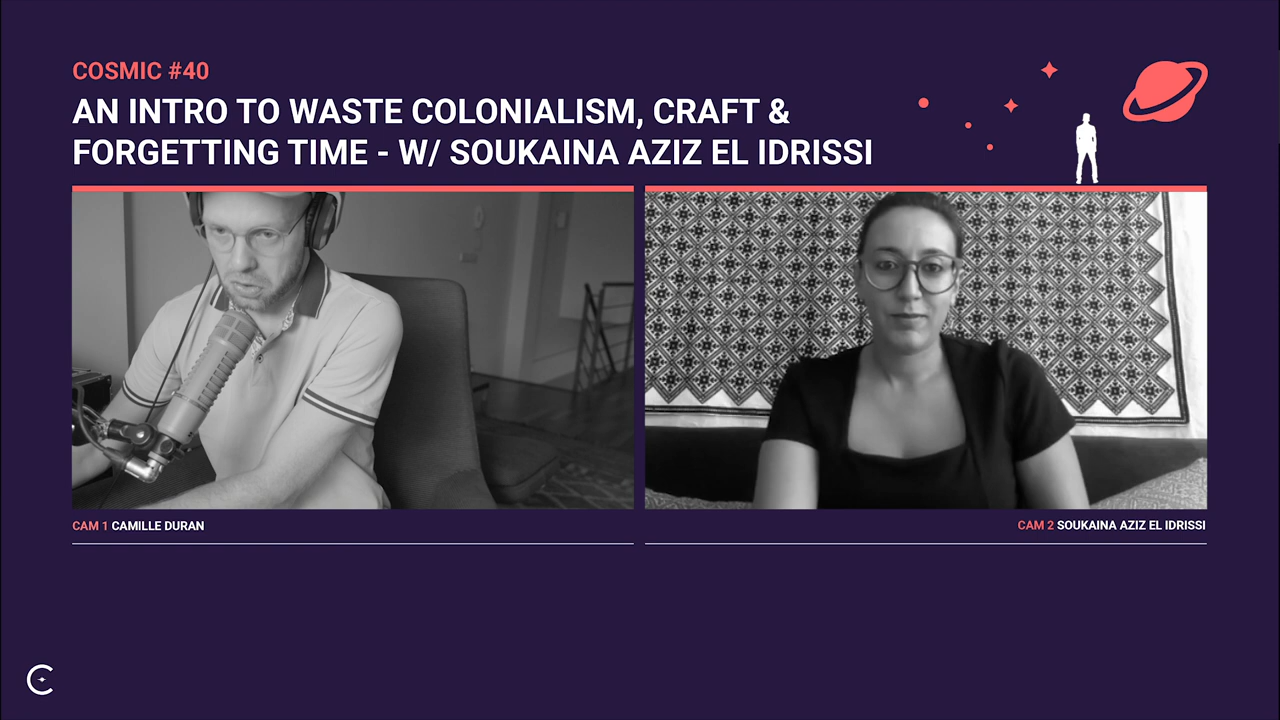 COSMIC #40
AN INTRO TO WASTE COLONIALISM, CRAFT &
FORGETTING TIME - W/ SOUKAINA AZIZ EL IDRISSI
CAM 1 CAMILLE DURAN
CAM 2 SOUKAINA AZIZ EL IDRISSI